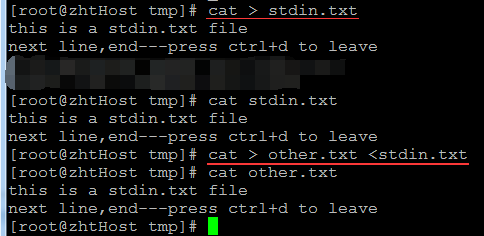 [root@zhtHost tmp]# cat > stdin.txt
this is a stdin.txt file
next line,end---press ctrl+d to leave
[root@zhtHost tmp]# cat stdin.txt
this is a stdin.txt file
next line,end---press ctrl+d to leave
[root@zhtHost tmp]# cat > other.txt <stdin.txt
[root@zhtHost tmp]# cat other.txt
this is a stdin.txt file
next line,end---press ctrl+d to leave
[root@zhtHost tmp]#